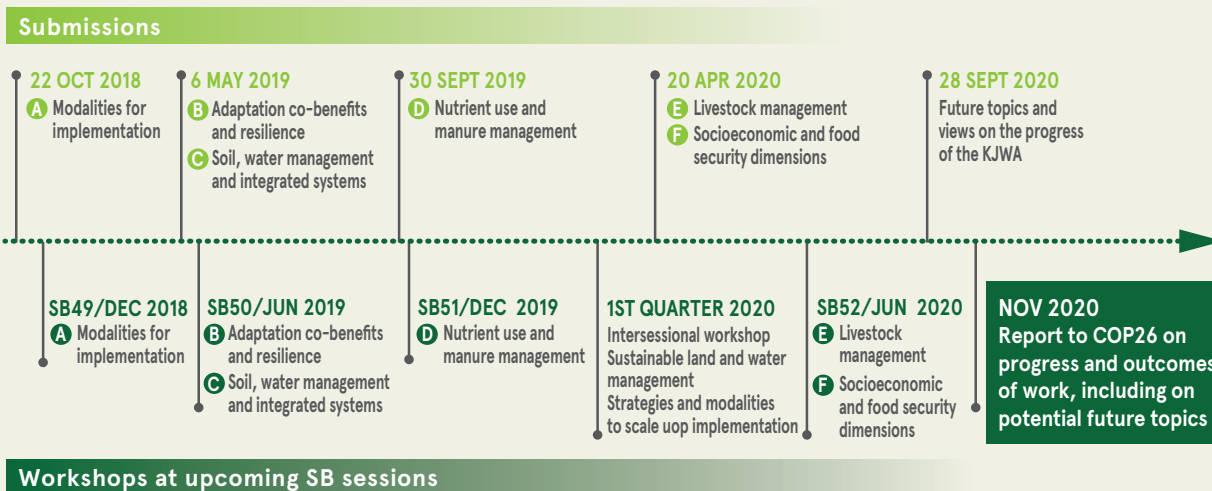 Submissions
22 OCT 2018
A Modalities for
implementation
6 MAY 2019
B Adaptation co-benefits
and resilience
C Soil, water management
and integrated systems
30 SEPT 2019
D Nutrient use and
manure management
20 APR 2020
E Livestock management
F Socioeconomic and food
security dimensions
28 SEPT 2020
Future topics and
views on the progress
of the KJWA
SB49/DEC 2018
A Modalities for
implementation
SB50/JUN 2019
B Adaptation co-benefits
and resilience
C Soil, water management
and integrated systems
SB51/DEC 2019
D Nutrient use and
manure management
1ST QUARTER 2020
Intersessional workshop
Sustainable land and water
management
Strategies and modalities
to scale uop implementation
SB52/JUN 2020
E Livestock
management
F Socioeconomic
and food security
dimensions
NOV 2020
Report to COP26 on
progress and outcomes
of work, including on
potential future topics
Workshops at upcoming SB sessions